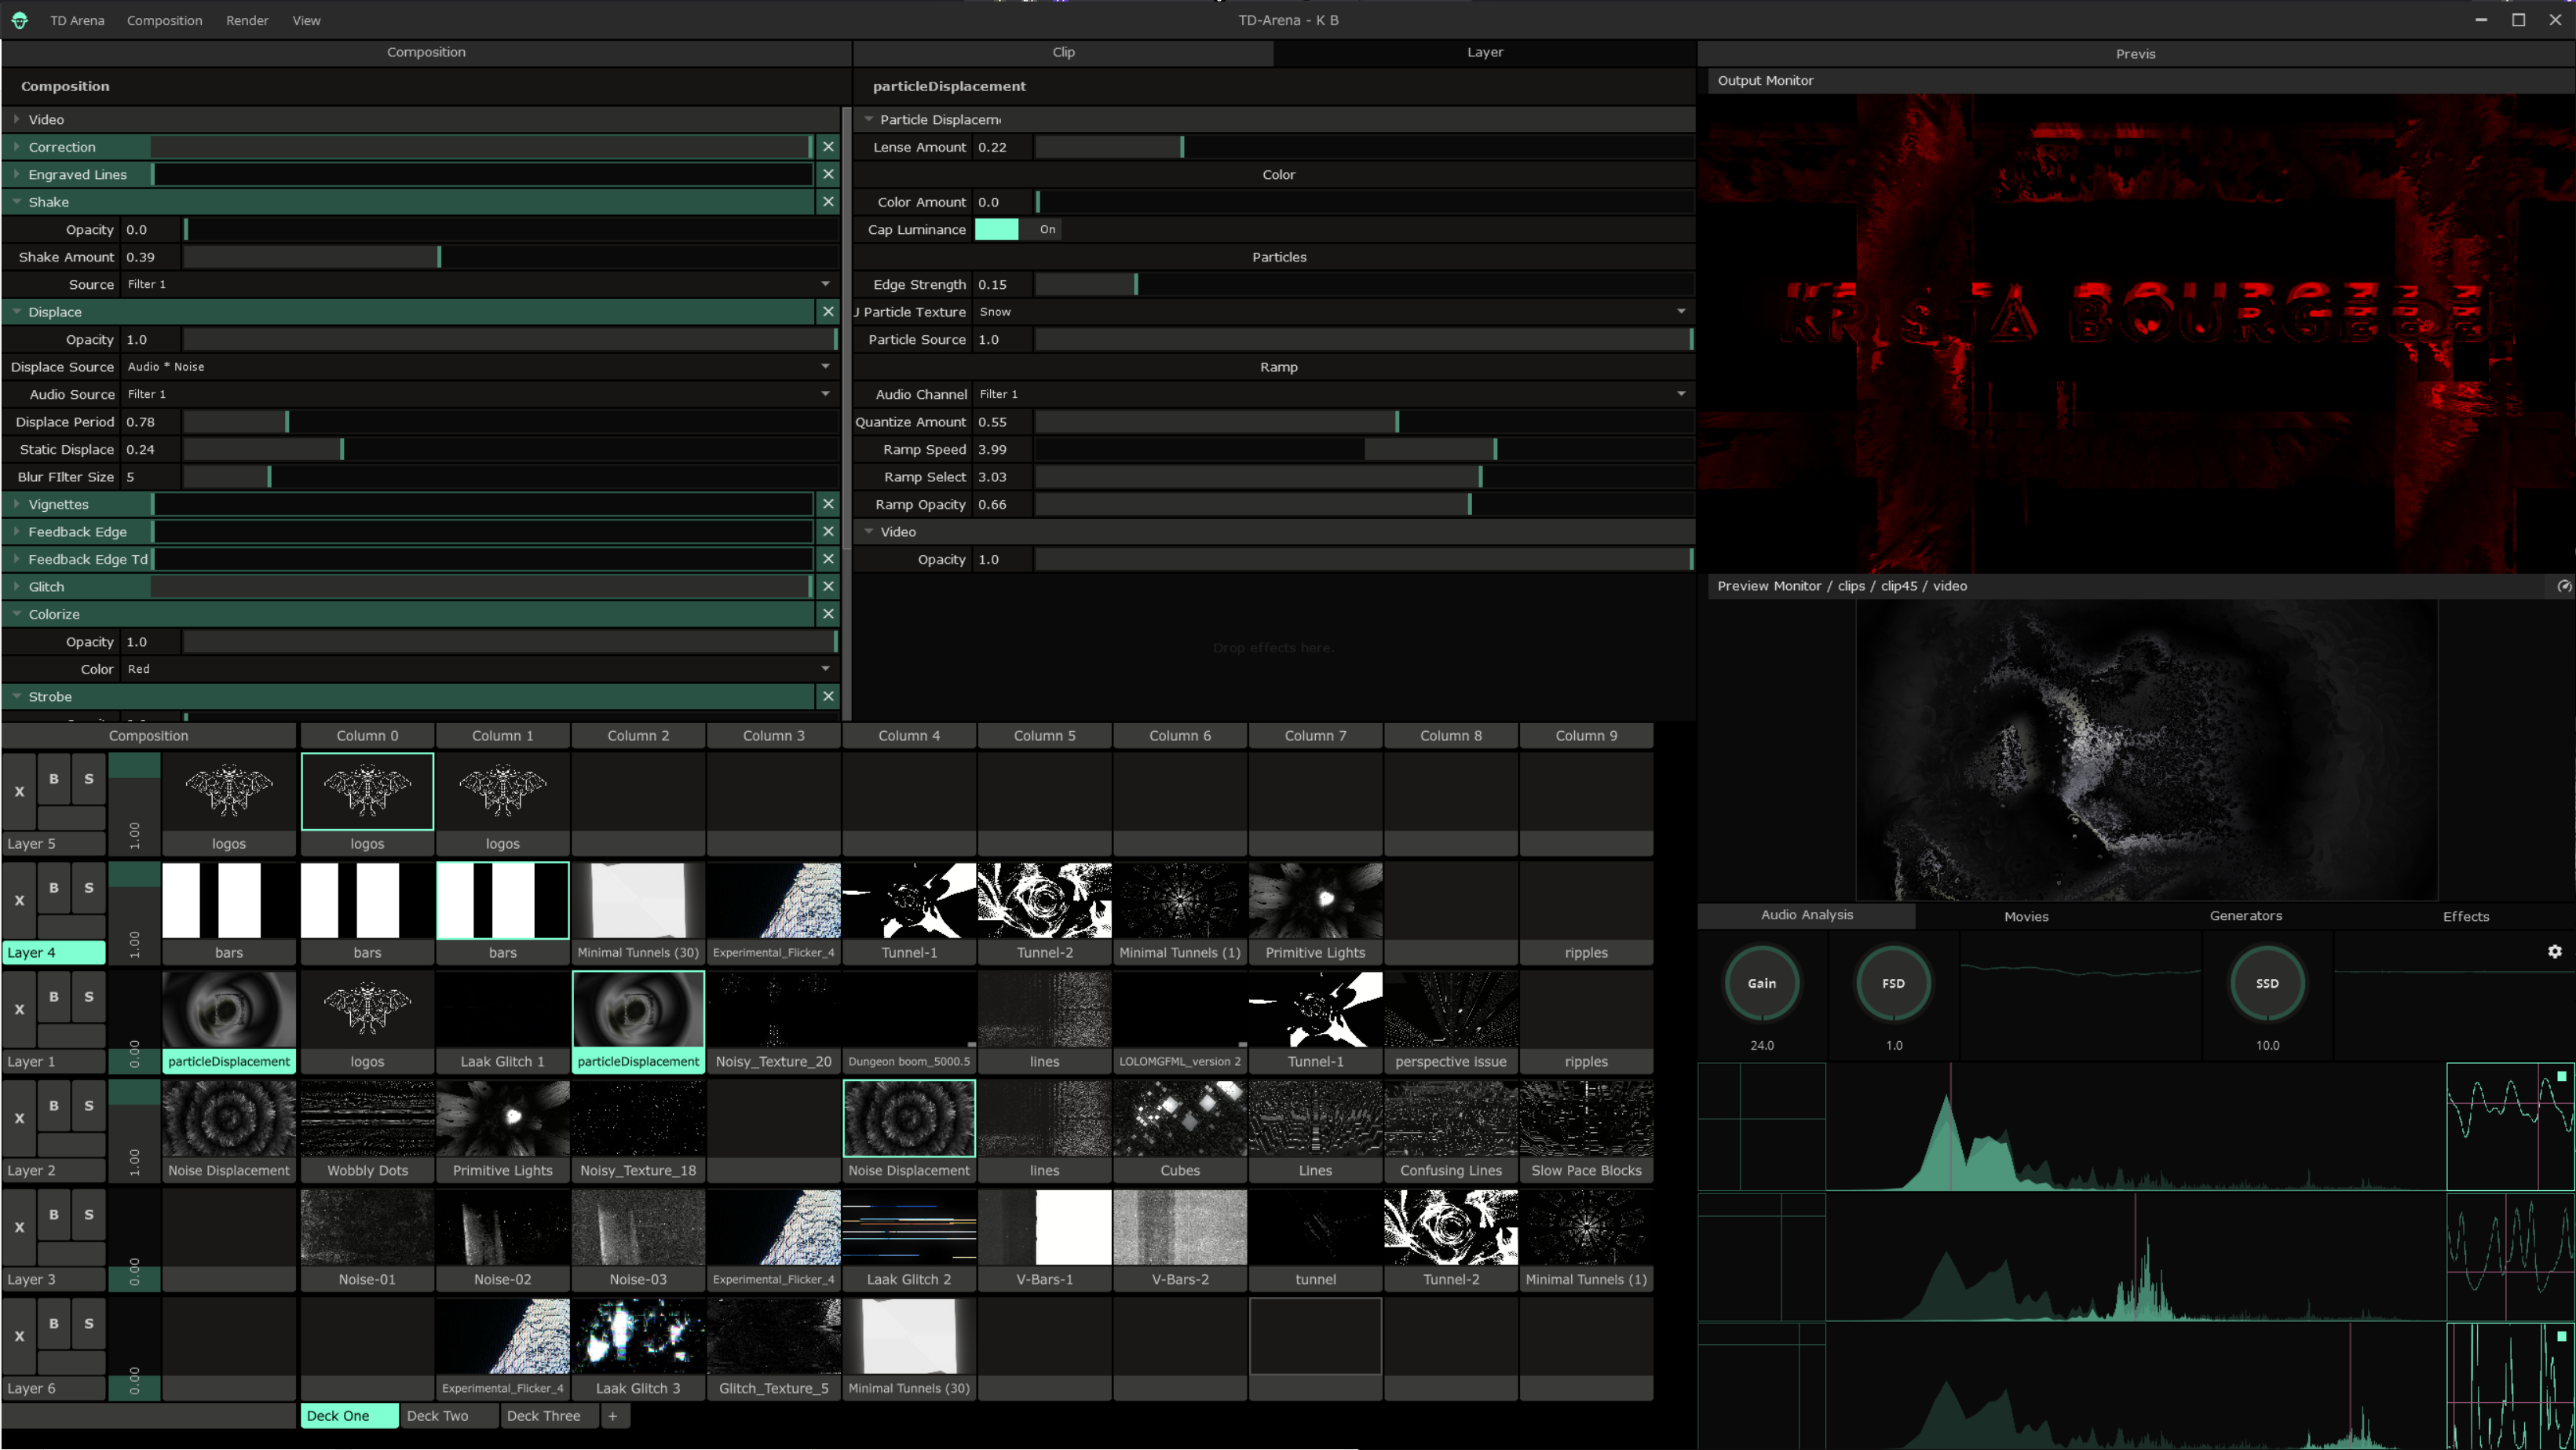 TD Arena Composition Render View TD-Arena - K B
Composition Clip Layer Previs
Composition
Video
Correction
Engraved Lines
Shake
Opacity 0.0
Shake Amount 0.39
Source Filter 1
Displace
Opacity 1.0
Displace Source Audio * Noise
Audio Source Filter 1
Displace Period 0.78
Static Displace 0.24
Blur FIlter Size 5
Vignettes
Feedback Edge
Feedback Edge Td
Glitch
Colorize
Opacity 1.0
Color Red
Strobe
particleDisplacement
Particle Displacem
Lense Amount 0.22
Color
Color Amount 0.0
Cap Luminance On
Particles
Edge Strength 0.15
J Particle Texture Snow
Particle Source 1.0
Ramp
Audio Channel Filter 1
Quantize Amount 0.55
Ramp Speed 3.99
Ramp Select 3.03
Ramp Opacity 0.66
Video
Opacity 1.0
Drop effects here.
Output Monitor
KRISTA BOURGEOI
Preview Monitor / clips / clip45 / video
Composition Column 0 Column 1 Column 2 Column 3 Column 4 Column 5 Column 6 Column 7 Column 8 Column 9
X B S 1.00
Layer 5 logos logos logos
X B S 1.00
Layer 4 bars bars bars Minimal Tunnels (30) Experimental_Flicker_4 Tunnel-1 Tunnel-2 Minimal Tunnels (1) Primitive Lights ripples
X B S 0.00
Layer 1 particleDisplacement logos Laak Glitch 1 particleDisplacement Noisy_Texture_20 Dungeon boom_5000.5 lines LOLOMGFML_version 2 Tunnel-1 perspective issue ripples
X B S 1.00
Layer 2 Noise Displacement Wobbly Dots Primitive Lights Noisy_Texture_18 Noise Displacement lines Cubes Lines Confusing Lines Slow Pace Blocks
X B S 0.00
Layer 3 Noise-01 Noise-02 Noise-03 Experimental_Flicker_4 Laak Glitch 2 V-Bars-1 V-Bars-2 tunnel Tunnel-2 Minimal Tunnels (1)
X B S 0.00
Layer 6 Experimental_Flicker_4 Laak Glitch 3 Glitch_Texture_5 Minimal Tunnels (30)
Deck One Deck Two Deck Three +
Audio Analysis Movies Generators Effects
Gain FSD SSD
24.0 1.0 10.0